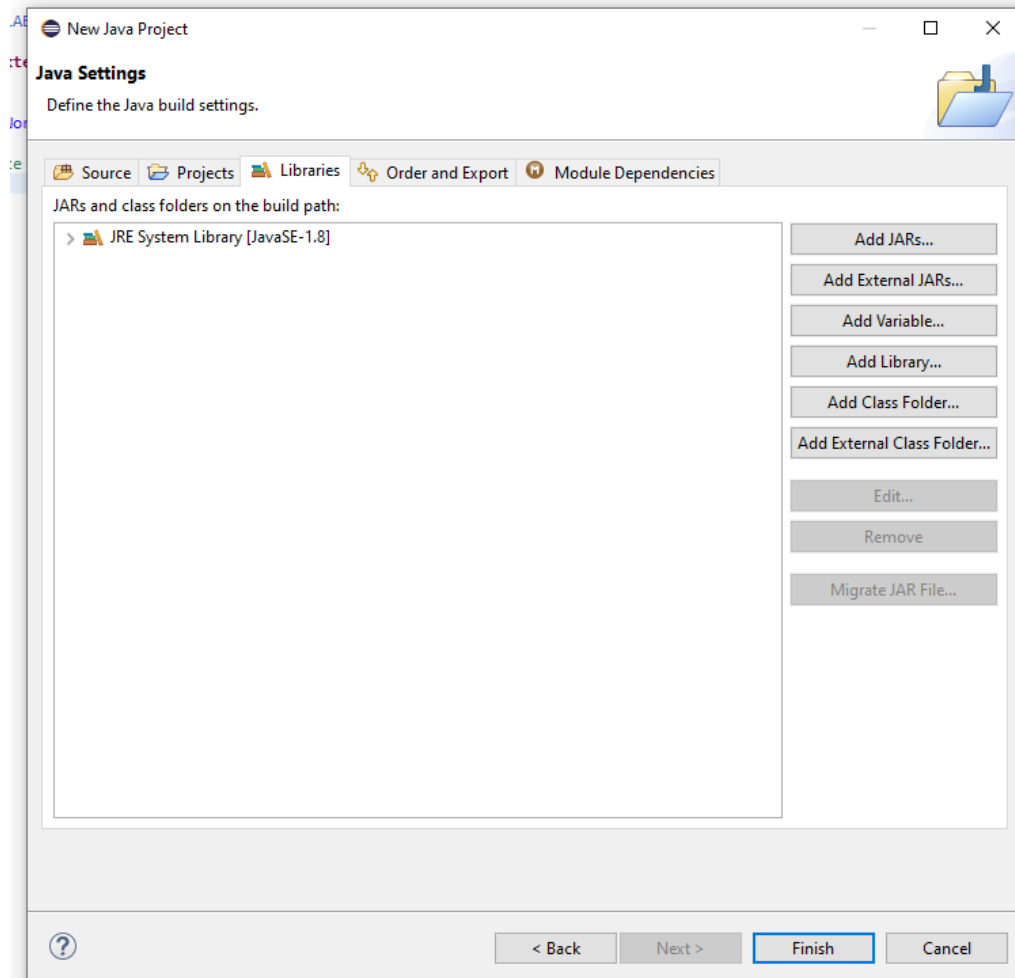 New Java Project
Java Settings
Define the Java build settings.
Source Projects Libraries Order and Export Module Dependencies
JARs and class folders on the build path:
JRE System Library [JavaSE-1.8]
Add JARs...
Add External JARs...
Add Variable...
Add Library...
Add Class Folder...
Add External Class Folder...
Edit...
Remove
Migrate JAR File...
< Back Next > Finish Cancel